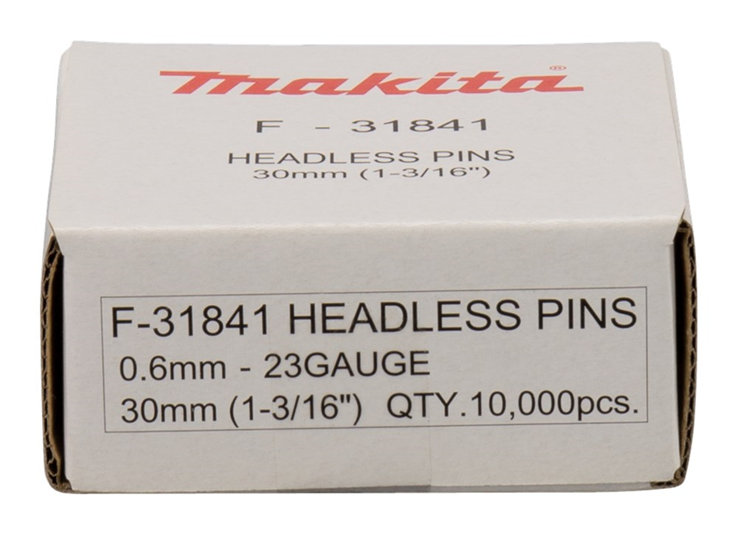 makita®
F - 31841
HEADLESS PINS
30mm (1-3/16")
F-31841 HEADLESS PINS
0.6mm - 23GAUGE
30mm (1-3/16") QTY.10,000pcs.